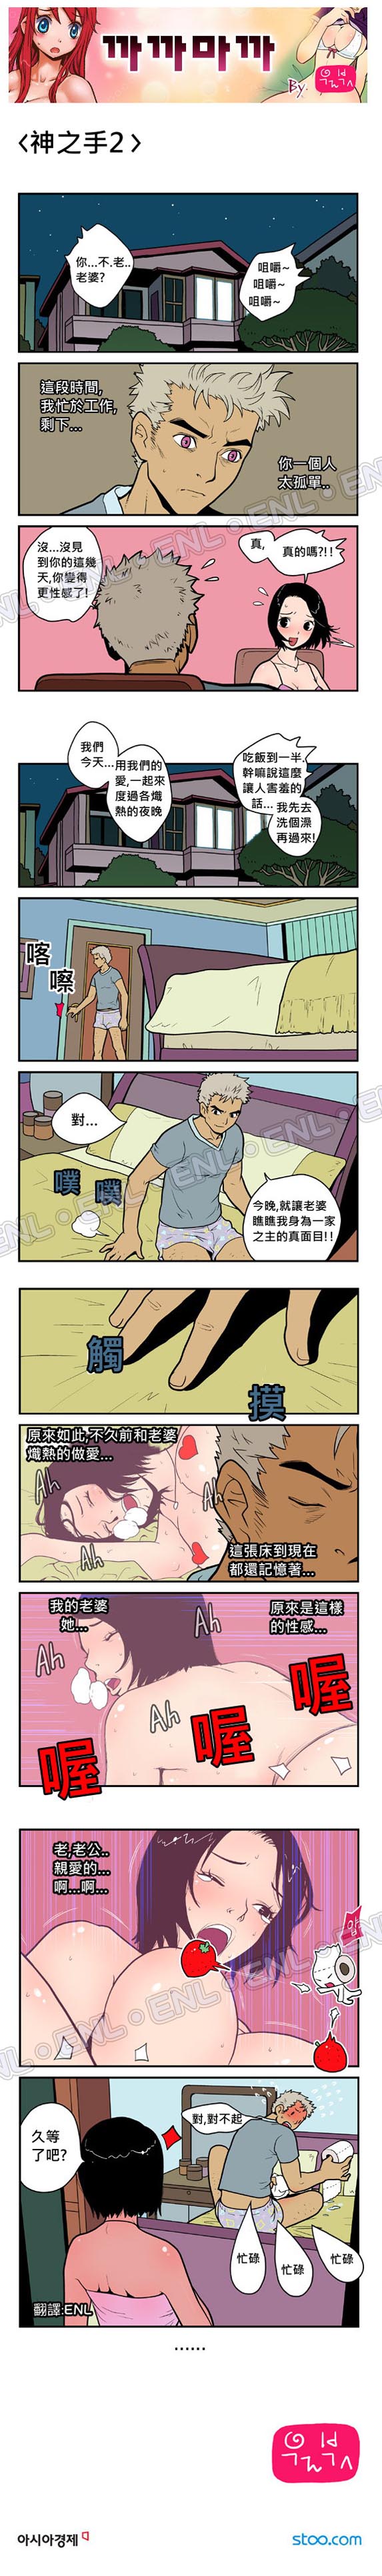 까까마까
By.
〈神之手2 〉
你...不.老..
老婆?
咀嚼~
咀嚼~
咀嚼~
這段時間,
我忙於工作,
剩下...
你一個人
太孤單..
沒...沒見
到你的這幾
天,你變得
更性感了!
真,
真的嗎?!!
我們
今天...
用我們的
愛,一起來
度過各熾
熱的夜晚
吃飯到一半.
幹嘛說這麼
讓人害羞的
話...
我先去
洗個澡
再過來!
喀
嚓
對...
噗 噗
今晚,就讓老婆
瞧瞧我身為一家
之主的真面目!!
觸
摸
原來如此,不久前和老婆
熾熱的做愛...
Ah
Ah
Ah
這張床到現在
都還記憶著...
我的老婆
她...
原來是這樣
的性感...
Ah
Ah
Ah
喔
喔
喔
老,老公..
親愛的...
啊...啊...
久等
了吧?
對,對不起
忙碌
忙碌
忙碌
翻譯:ENL
......
아시아경제
stoo.com
ENL